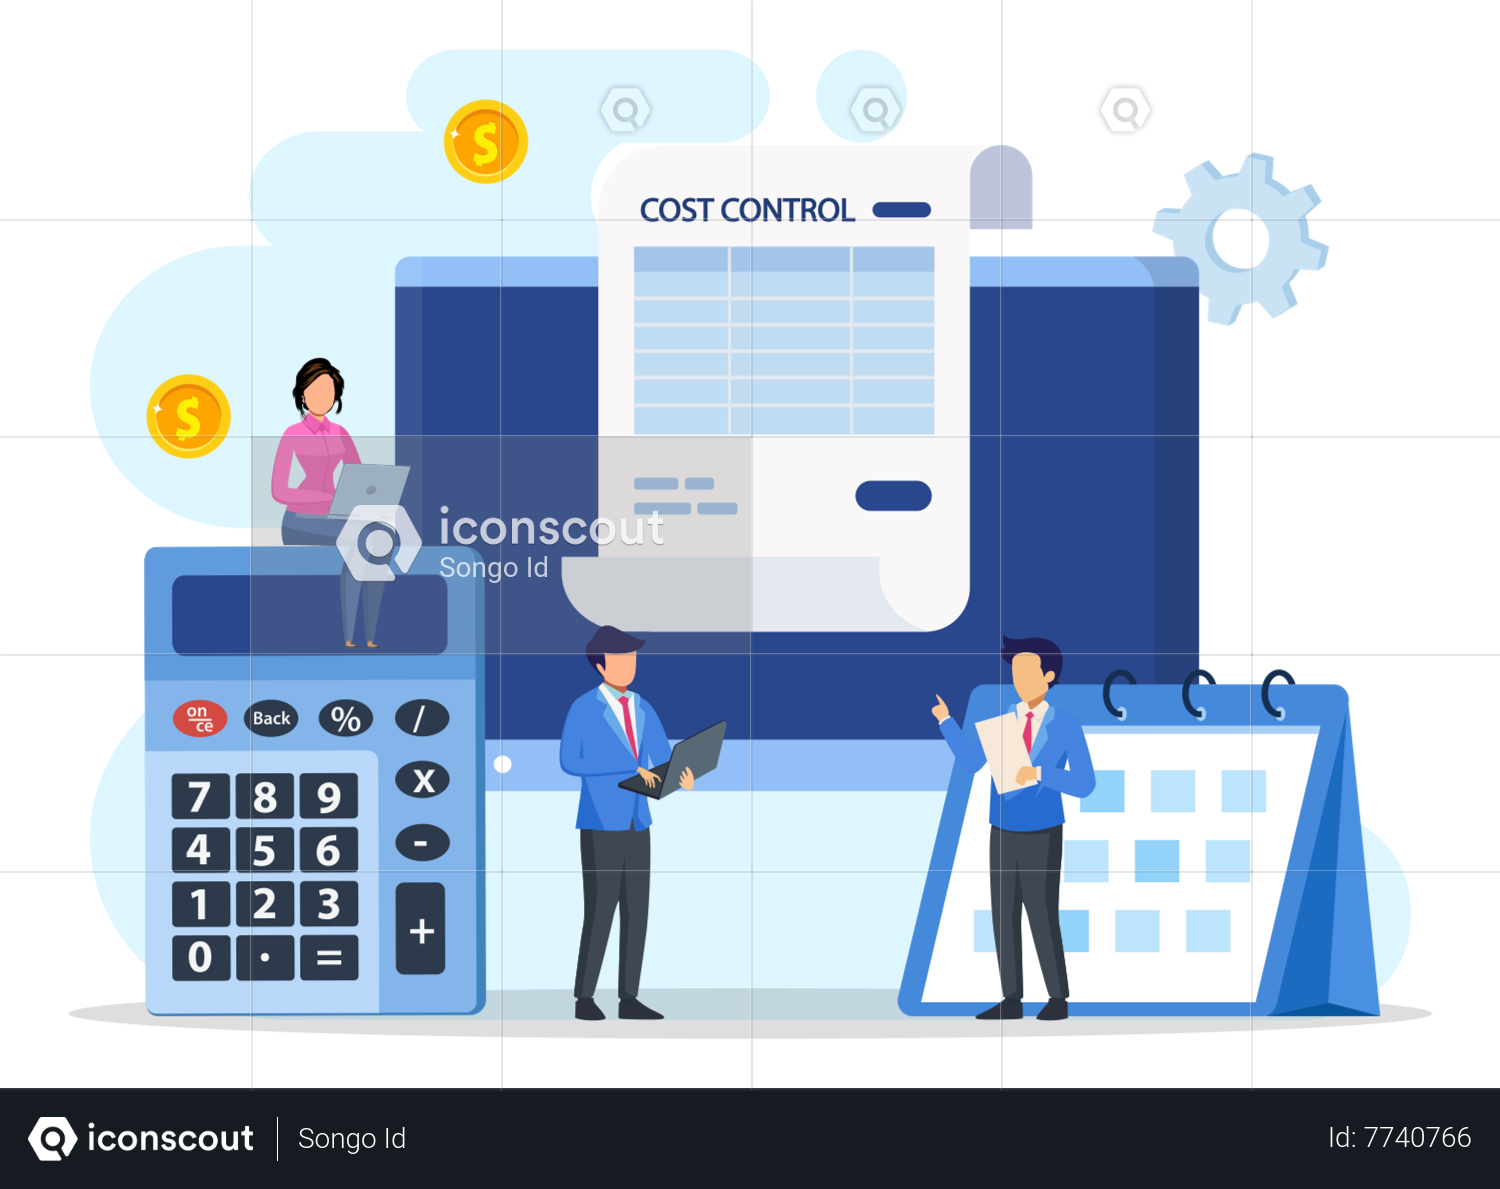 $
COST CONTROL
$
iconscout
Songo Id
on
ce
Back
%
/
7
8
9
X
4
5
6
-
1
2
3
+
0
.
=
iconscout
Songo Id
Id: 7740766